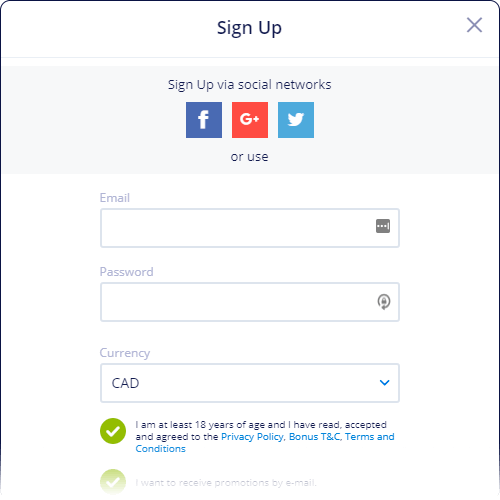 Sign Up
Sign Up via social networks
f G+
or use
Email
Password
Currency
CAD
I am at least 18 years of age and I have read, accepted
and agreed to the Privacy Policy, Bonus T&C, Terms and
Conditions
I want to receive promotions by e-mail.